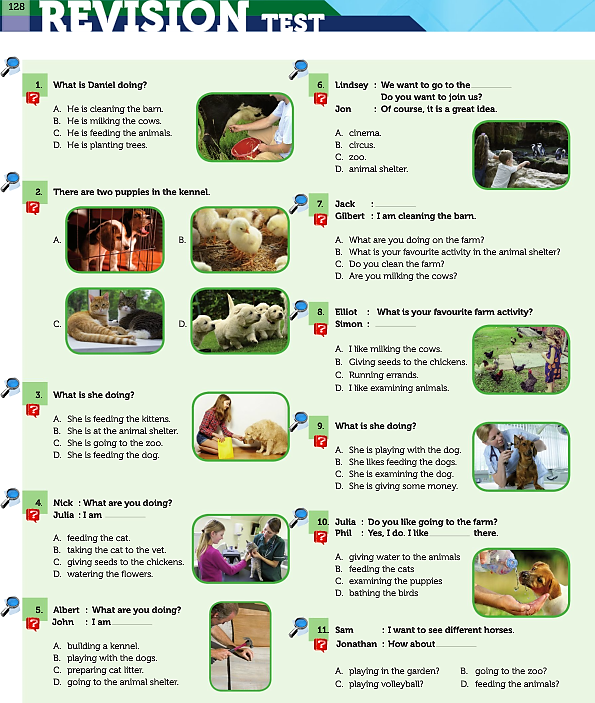 128
REVISION TEST
1. What is Daniel doing?
A. He is cleaning the barn.
B. He is milking the cows.
C. He is feeding the animals.
D. He is planting trees.
2. There are two puppies in the kennel.
A. B.
C. D.
3. What is she doing?
A. She is feeding the kittens.
B. She is at the animal shelter.
C. She is going to the zoo.
D. She is feeding the dog.
4. Nick : What are you doing?
Julia : I am
A. feeding the cat.
B. taking the cat to the vet.
C. giving seeds to the chickens.
D. watering the flowers.
5. Albert : What are you doing?
John : I am
A. building a kennel.
B. playing with the dogs.
C. preparing cat litter.
D. going to the animal shelter.
6. Lindsey : We want to go to the
Do you want to join us?
Jon : Of course, it is a great idea.
A. cinema.
B. circus.
C. zoo.
D. animal shelter.
7. Jack :
Gilbert : I am cleaning the barn.
A. What are you doing on the farm?
B. What is your favourite activity in the animal shelter?
C. Do you clean the farm?
D. Are you milking the cows?
8. Elliot : What is your favourite farm activity?
Simon :
A. I like milking the cows.
B. Giving seeds to the chickens.
C. Running errands.
D. I like examining animals.
9. What is she doing?
A. She is playing with the dog.
B. She likes feeding the dogs.
C. She is examining the dog.
D. She is giving some money.
10. Julia : Do you like going to the farm?
Phil : Yes, I do. I like there.
A. giving water to the animals
B. feeding the cats
C. examining the puppies
D. bathing the birds
11. Sam : I want to see different horses.
Jonathan : How about
A. playing in the garden? B. going to the zoo?
C. playing volleyball? D. feeding the animals?